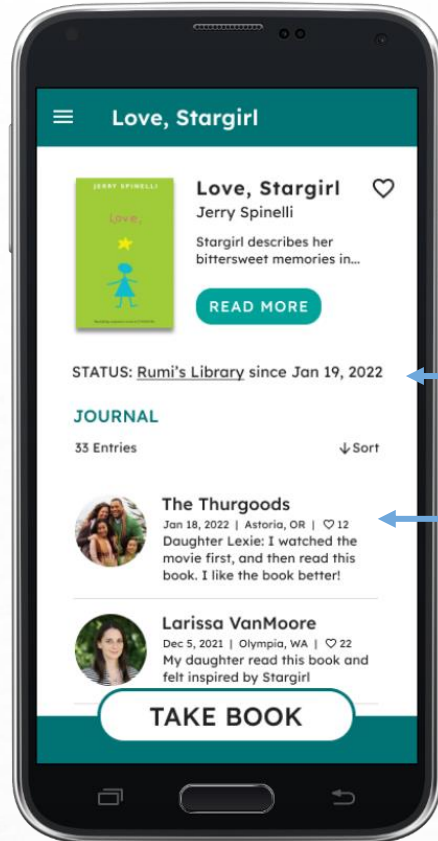 Love, Stargirl
JERRY SPINELLI
Love,
Love, Stargirl
Jerry Spinelli
Stargirl describes her
bittersweet memories in...
READ MORE
STATUS: Rumi's Library since Jan 19, 2022
JOURNAL
33 Entries
↓Sort
The Thurgoods
Jan 18, 2022 | Astoria, OR | ♡ 12
Daughter Lexie: I watched the
movie first, and then read this
book. I like the book better!
Larissa VanMoore
Dec 5, 2021 | Olympia, WA | ♡ 22
My daughter read this book and
felt inspired by Stargirl
TAKE BOOK